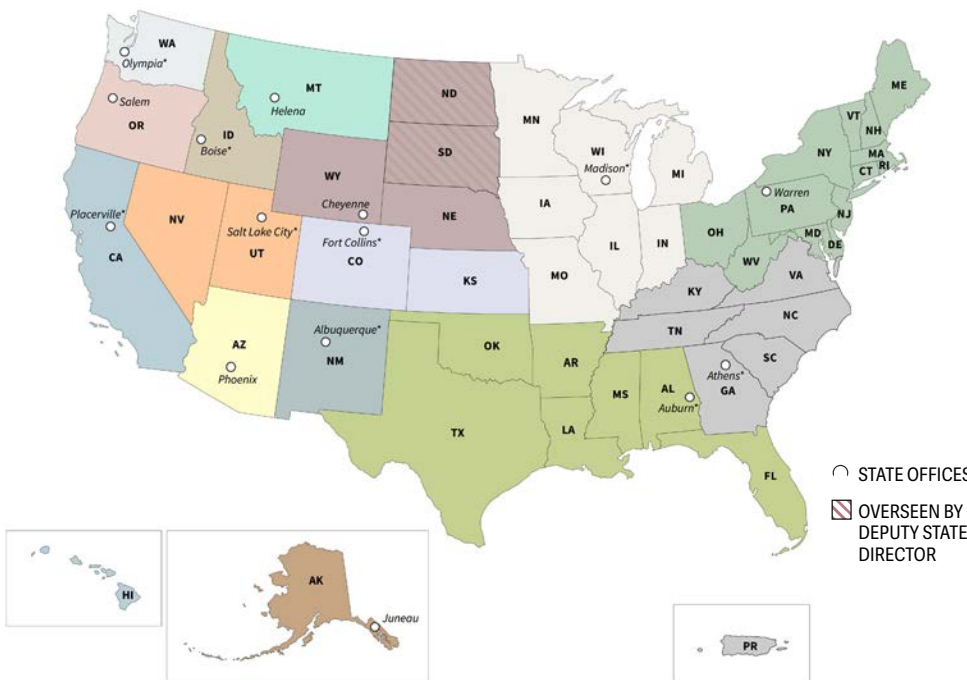 WA
Olympia*
ME
MT
ND
VT
Salem
Helena
NH
MN
OR
ID
NY
MA
Boise*
SD
WI
CT
RI
Madison*
MI
WY
Warren
Placerville*
Cheyenne
IA
PA
NJ
NV
Salt Lake City*
NE
OH
Fort Collins*
IL
IN
MD
DE
UT
CO
WV
CA
MO
VA
KS
KY
NC
Albuquerque*
TN
AZ
OK
AR
NM
SC
Phoenix
Athens*
MS
AL
GA
Auburn*
TX
LA
FL
STATE OFFICES
OVERSEEN BY
DEPUTY STATE
DIRECTOR
AK
HI
Juneau
PR